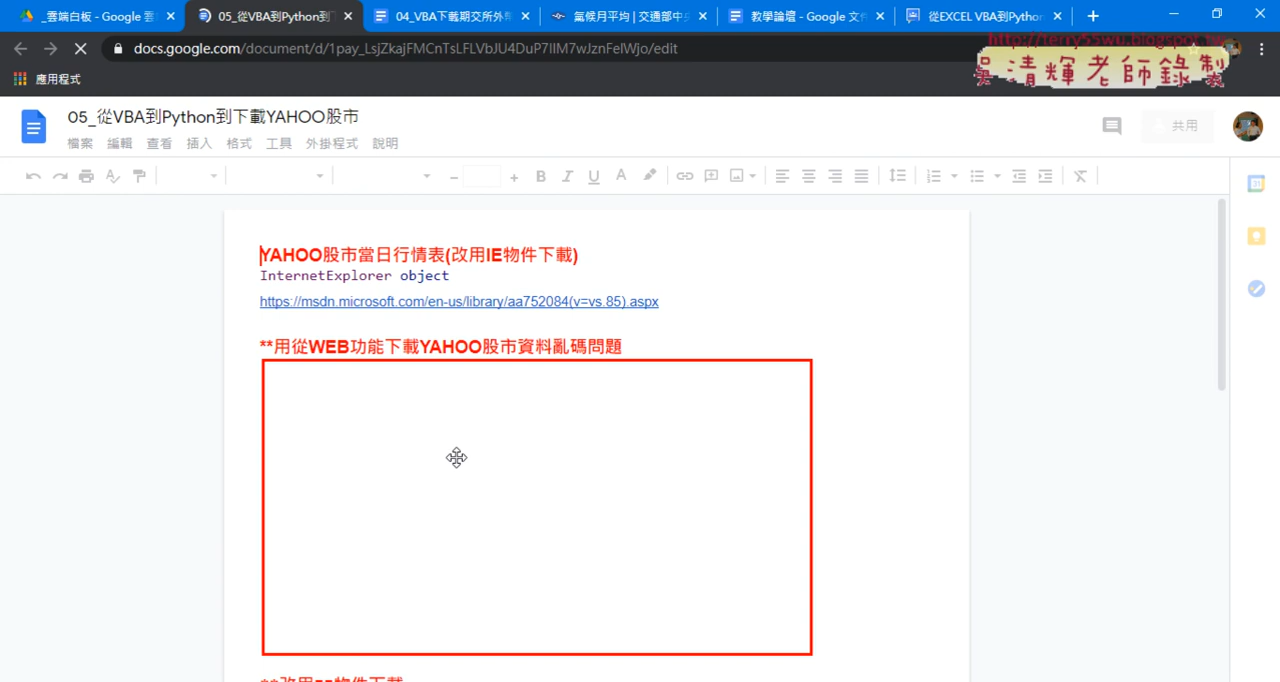 _雲端白板 - Google 雲
05_從VBA到Python到下
04_VBA下載期交所外
氣候月平均 | 交通部中央
教學論壇 - Google 文
從EXCEL VBA到Python
docs.google.com/document/d/1pay_LsjZkajFMCnTsLFLVbJU4DuP7IIM7wJznFelWjo/edit
http://terry55wu.blogspot.tw
吳清輝老師錄製
應用程式
05_從VBA到Python到下載YAHOO股市
檔案 編輯 查看 插入 格式 工具 外掛程式 說明
共用
YAHOO股市當日行情表(改用IE物件下載)
InternetExplorer object
https://msdn.microsoft.com/en-us/library/aa752084(v=vs.85).aspx
**用從WEB功能下載YAHOO股市資料亂碼問題